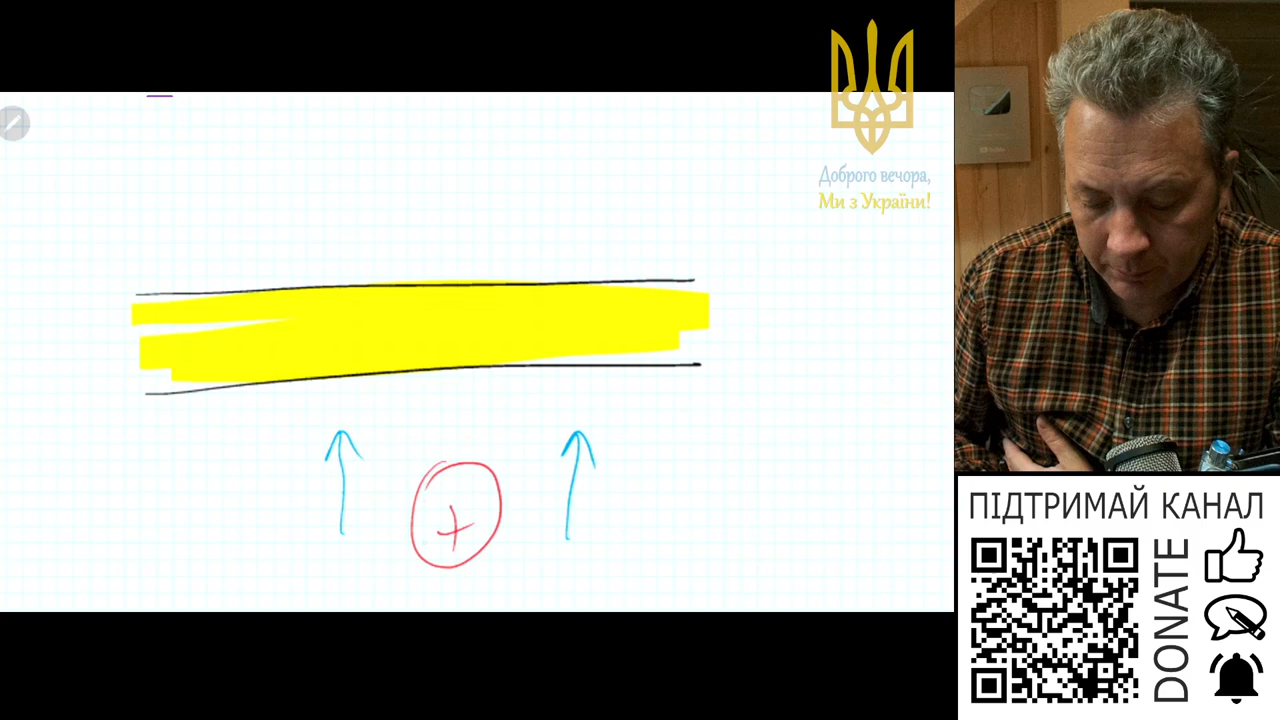 Доброго вечора,
Ми з України!
+
ПІДТРИМАЙ КАНАЛ
DONATE